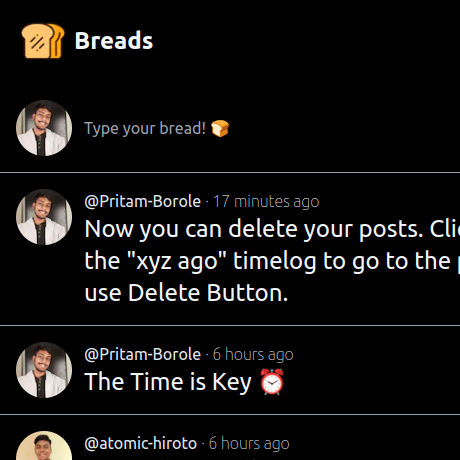 Breads
Type your bread! 🍞
@Pritam-Borole · 17 minutes ago
Now you can delete your posts. Clic
the "xyz ago" timelog to go to the
use Delete Button.
@Pritam-Borole · 6 hours ago
The Time is Key ⏰
@atomic-hiroto · 6 hours ago